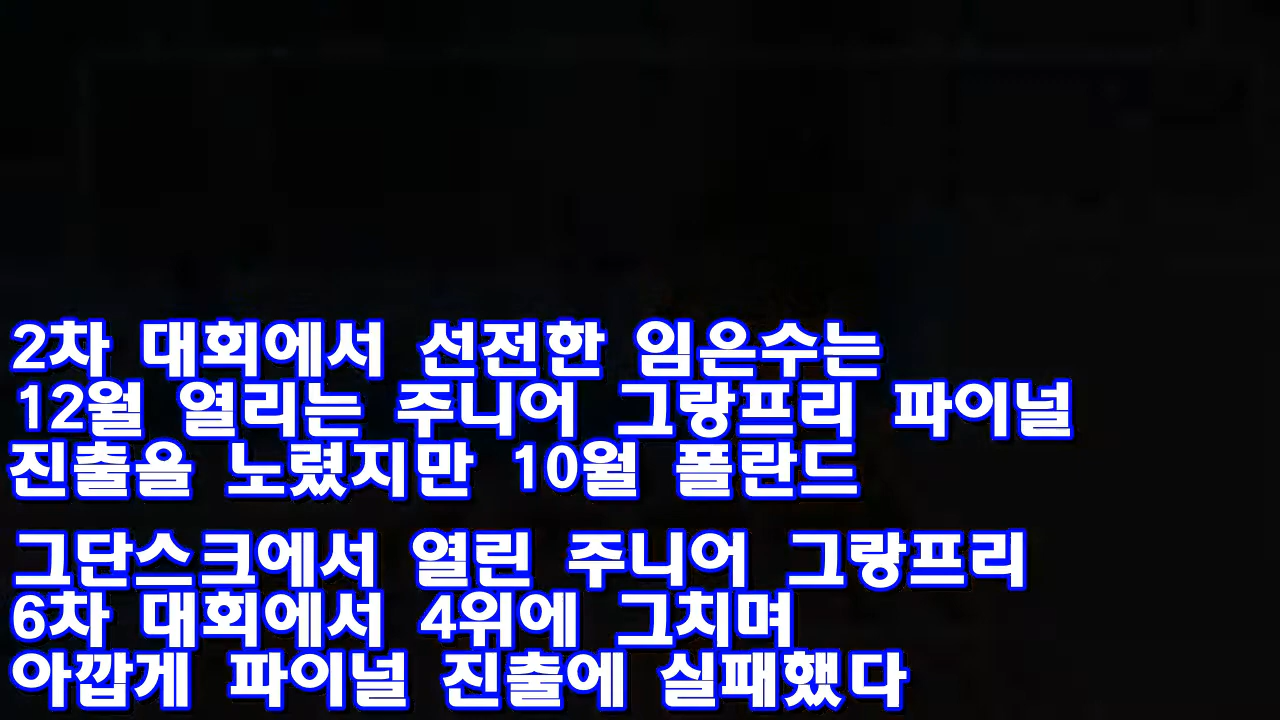 2차 대회에서 선전한 임은수는
12월 열리는 주니어 그랑프리 파이널
진출을 노렸지만 10월 폴란드
그단스크에서 열린 주니어 그랑프리
6차 대회에서 4위에 그치며
아깝게 파이널 진출에 실패했다